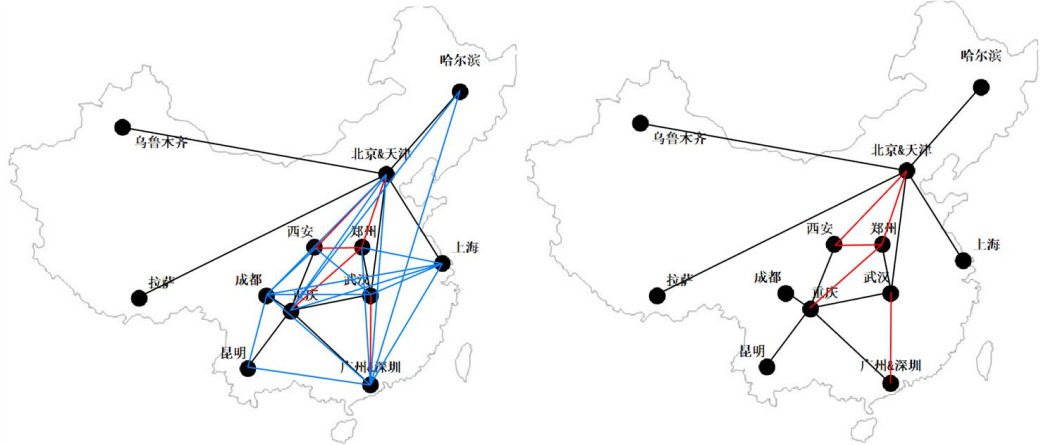 哈尔滨
乌鲁木齐
北京&天津
西安
郑州
上海
拉萨
成都
武汉
重庆
昆明
广州&深圳
哈尔滨
乌鲁木齐
北京&天津
西安
郑州
上海
拉萨
成都
武汉
重庆
昆明
广州&深圳